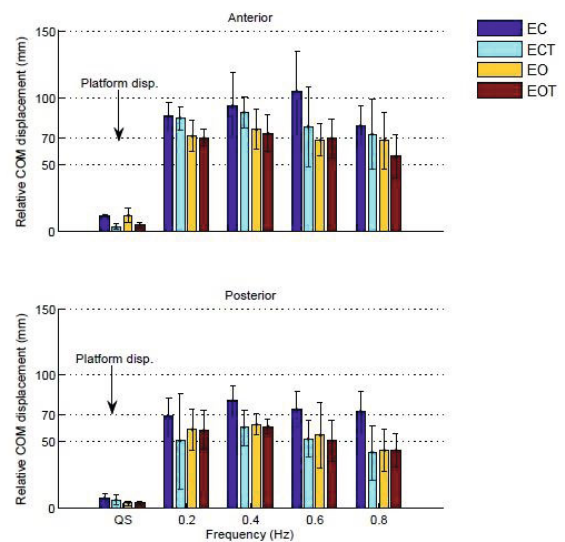 Anterior
EC
ECT
EO
EOT
150
100
70
50
0
Relative COM displacement (mm)
Platform disp.
Posterior
150
100
70
50
0
Relative COM displacement (mm)
Platform disp.
QS 0.2 0.4 0.6 0.8
Frequency (Hz)